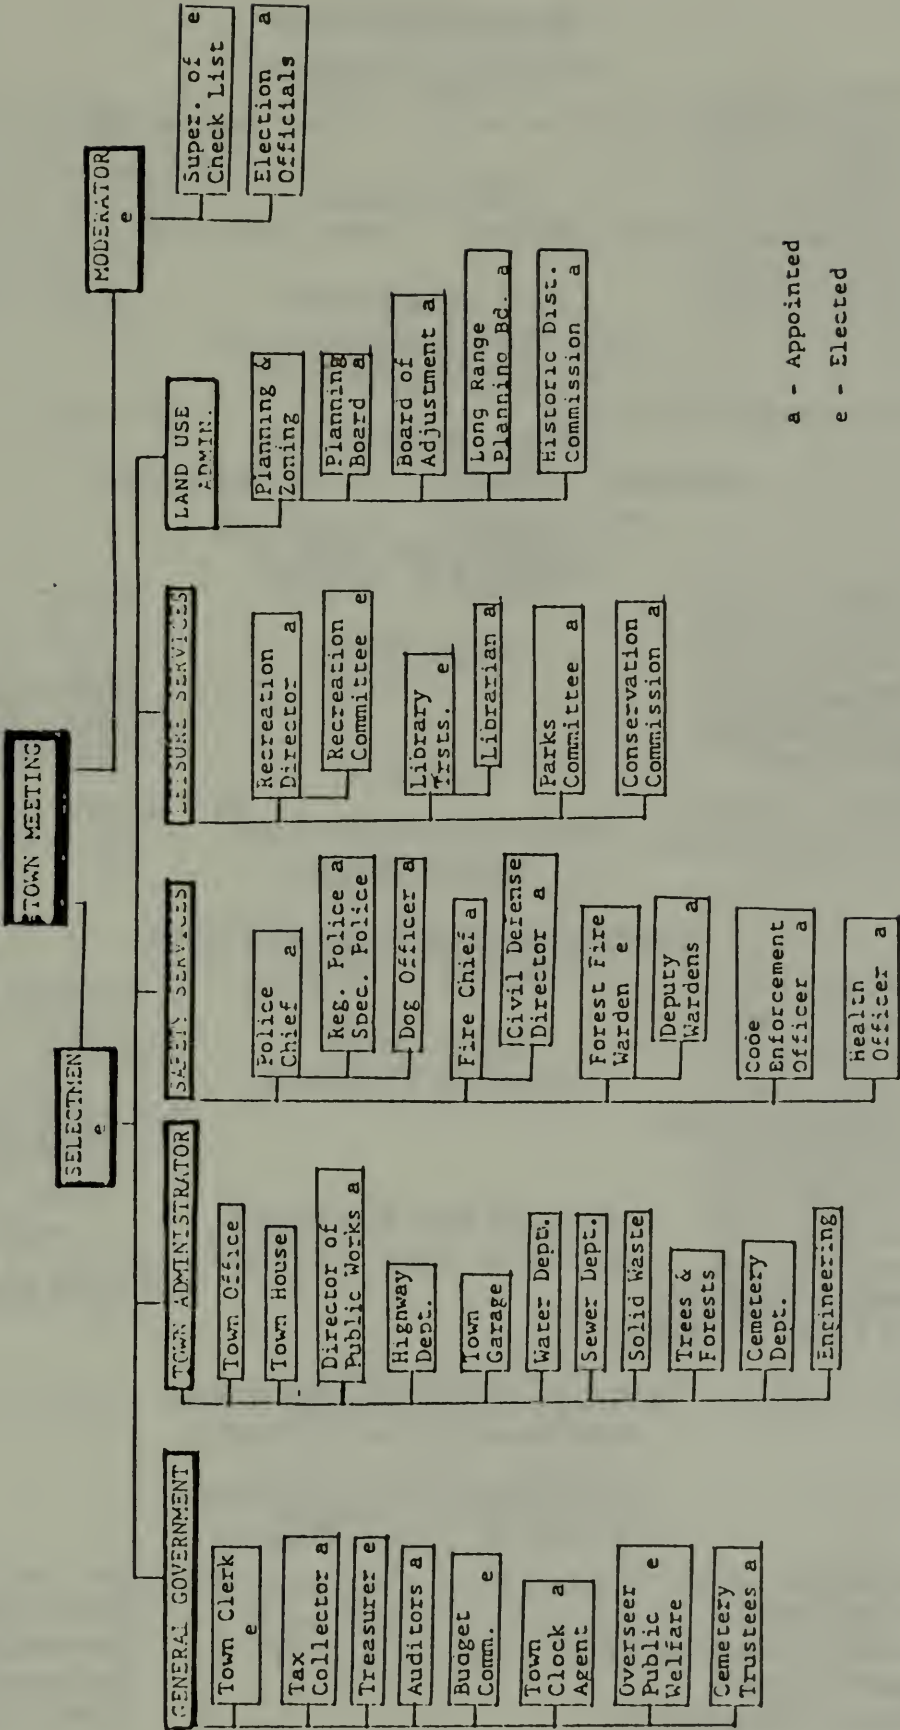 TOWN MEETING
SELECTMEN
e
MODERATOR
e
Super. of e
Check List
Election a
Officials
GENERAL GOVERNMENT
Town Clerk
e
Tax
Collector a
Treasurer e
Auditors a
Budget
Comm. e
Town
Clock a
Agent
Overseer
Public e
Welfare
Cemetery
Trustees a
TOWN ADMINISTRATOR
Town Office
Town House
Director of
Public Works a
Highway
Dept.
Town
Garage
Water Dept.
Sewer Dept.
Solid Waste
Trees &
Forests
Cemetery
Dept.
Engineering
SAFETY SERVICES
Police
Chief a
Reg. Police a
Spec. Police
Dog Officer a
Fire Chief a
Civil Defense
Director a
Forest Fire
Warden e
Deputy
Wardens a
Code
Enforcement
Officer a
Health
Officer a
LEISURE SERVICES
Recreation
Director a
Recreation
Committee e
Library
Trsts. e
Librarian a
Parks
Committee a
Conservation
Commission a
LAND USE
ADMIN.
Planning &
Zoning
Planning
Board a
Board of
Adjustment a
Long Range
Planning Bd. a
Historic Dist.
Commission a
a - Appointed
e - Elected